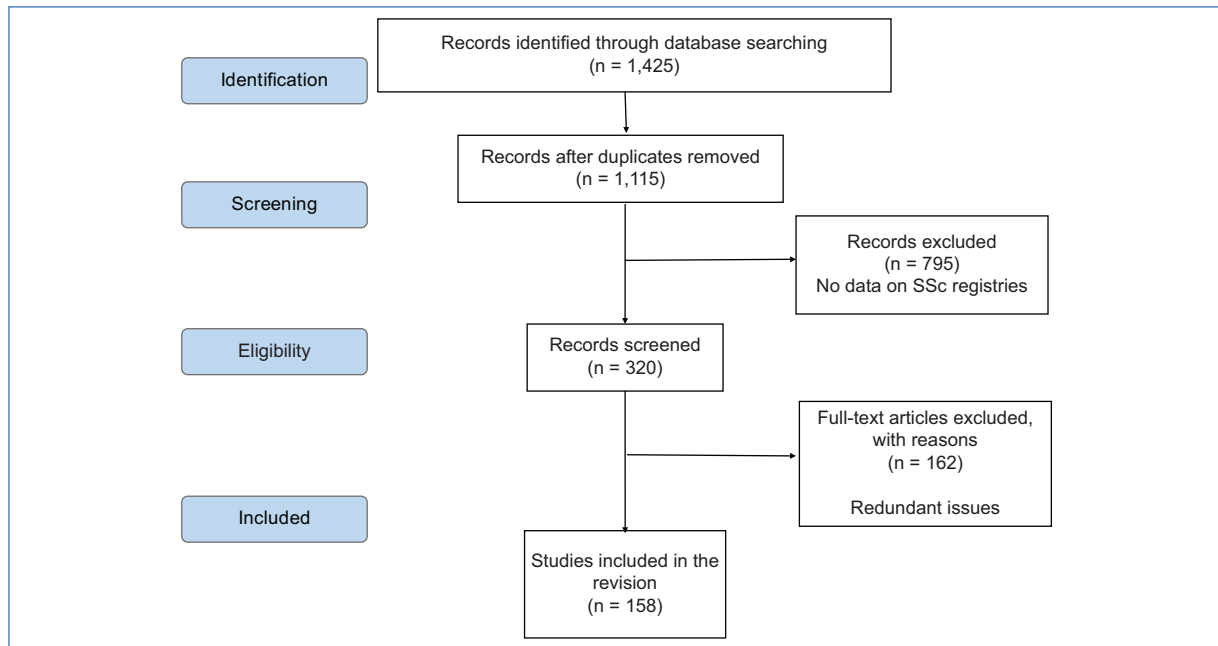 Records identified through database searching
(n = 1,425)
Identification
Records after duplicates removed
(n = 1,115)
Screening
Records excluded
(n = 795)
No data on SSc registries
Eligibility
Records screened
(n = 320)
Full-text articles excluded,
with reasons
(n = 162)
Redundant issues
Included
Studies included in the
revision
(n = 158)